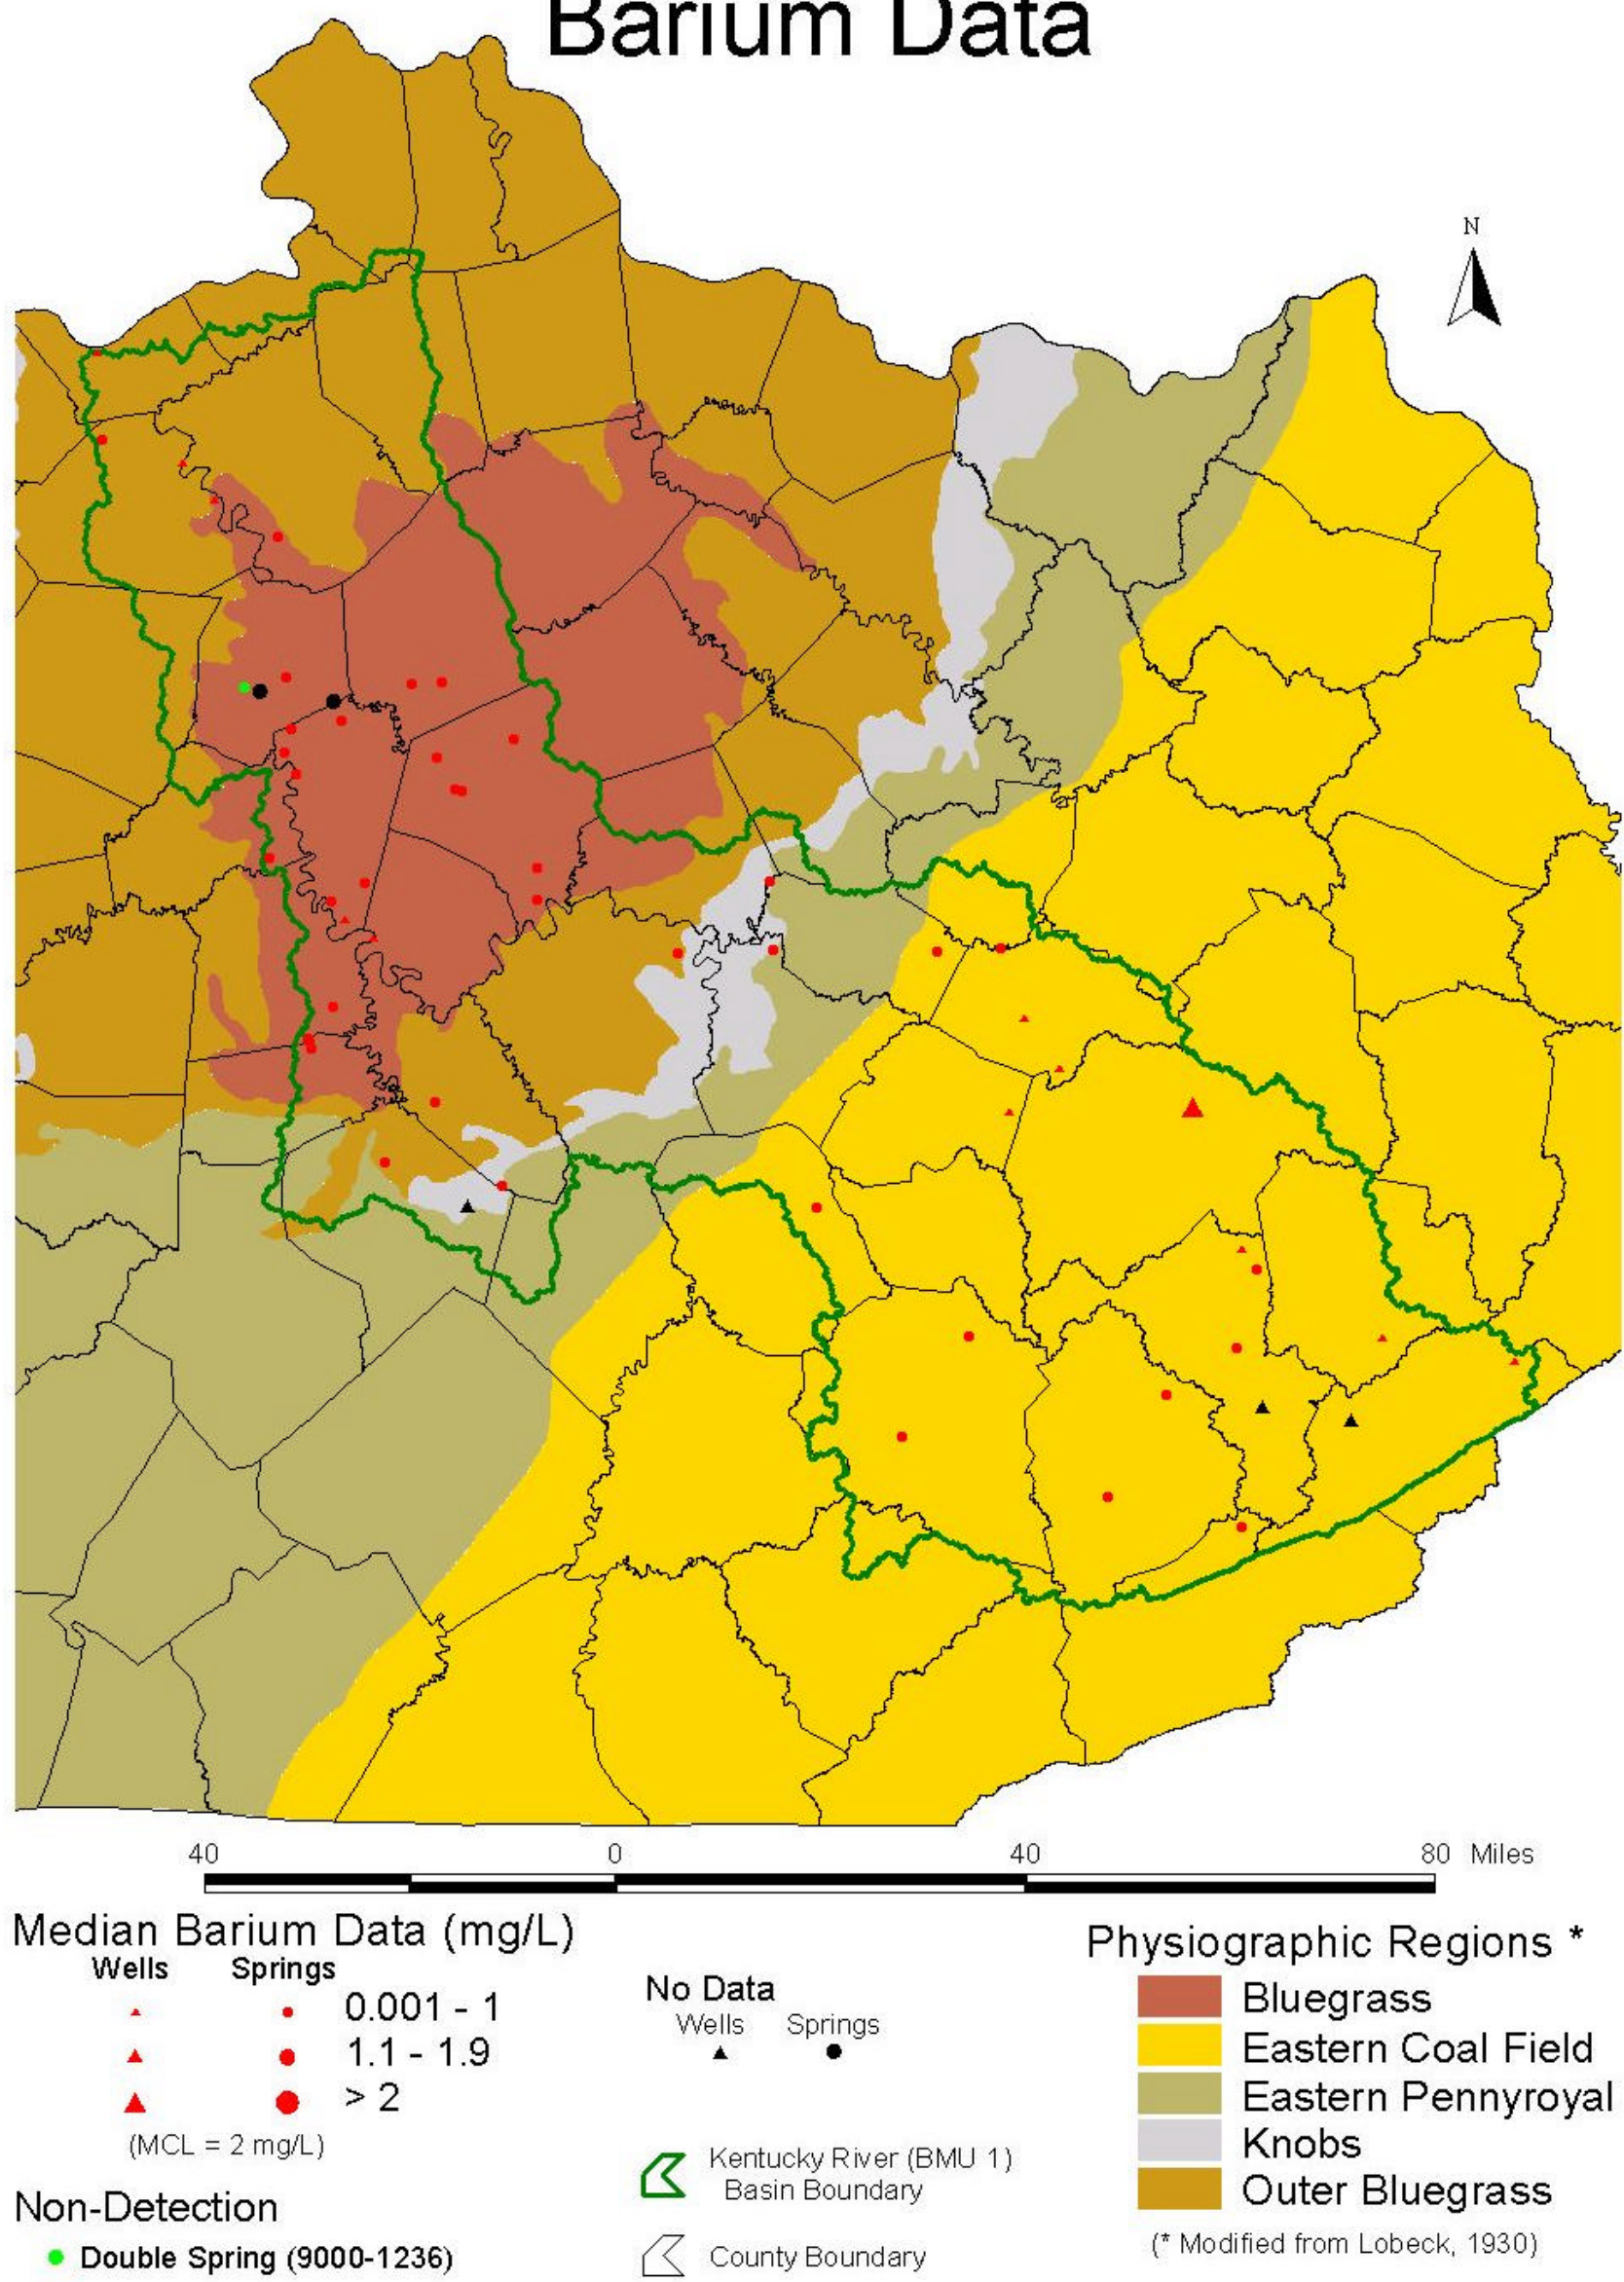 Barium Data
N
40 0 40 80 Miles
Median Barium Data (mg/L)
Wells Springs
0.001 - 1
1.1 - 1.9
> 2
(MCL = 2 mg/L)
Non-Detection
Double Spring (9000-1236)
No Data
Wells Springs
Kentucky River (BMU 1)
Basin Boundary
County Boundary
Physiographic Regions *
Bluegrass
Eastern Coal Field
Eastern Pennyroyal
Knobs
Outer Bluegrass
(* Modified from Lobeck, 1930)